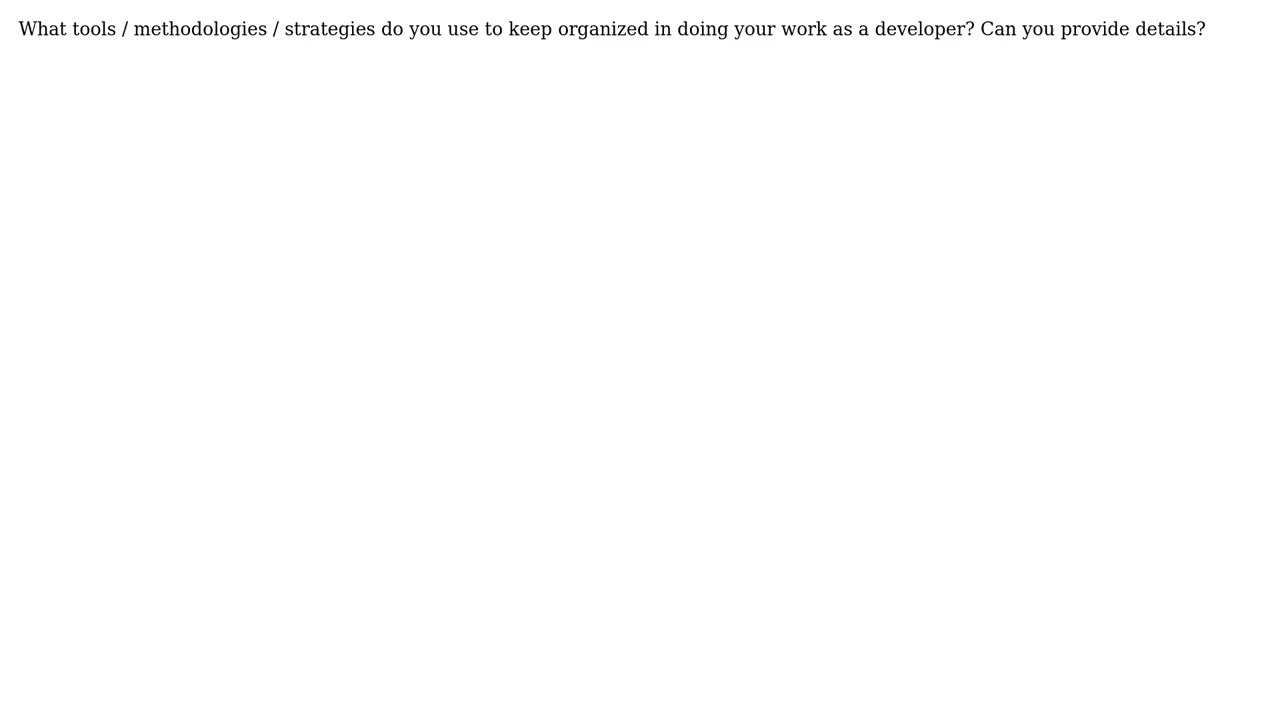 What tools / methodologies / strategies do you use to keep organized in doing your work as a developer? Can you provide details?